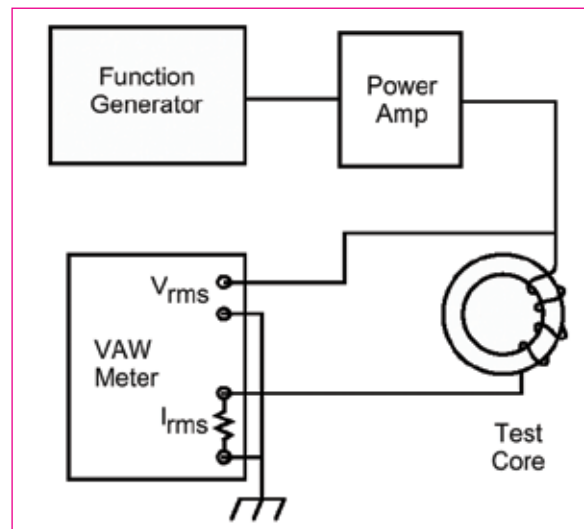 Function
Generator
Power
Amp
Vrms
VAW
Meter
Irms
Test
Core